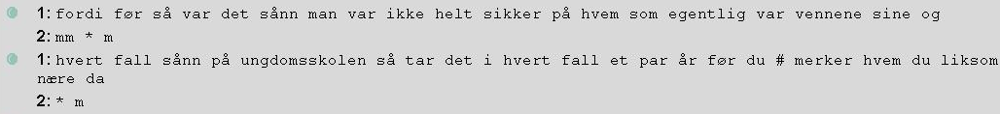 1: fordi før så var det sånn man var ikke helt sikker på hvem som egentlig var vennene sine og
2: mm * m
1: hvert fall sånn på ungdomsskolen så tar det i hvert fall et par år før du # merker hvem du liksom
nære da
2: * m